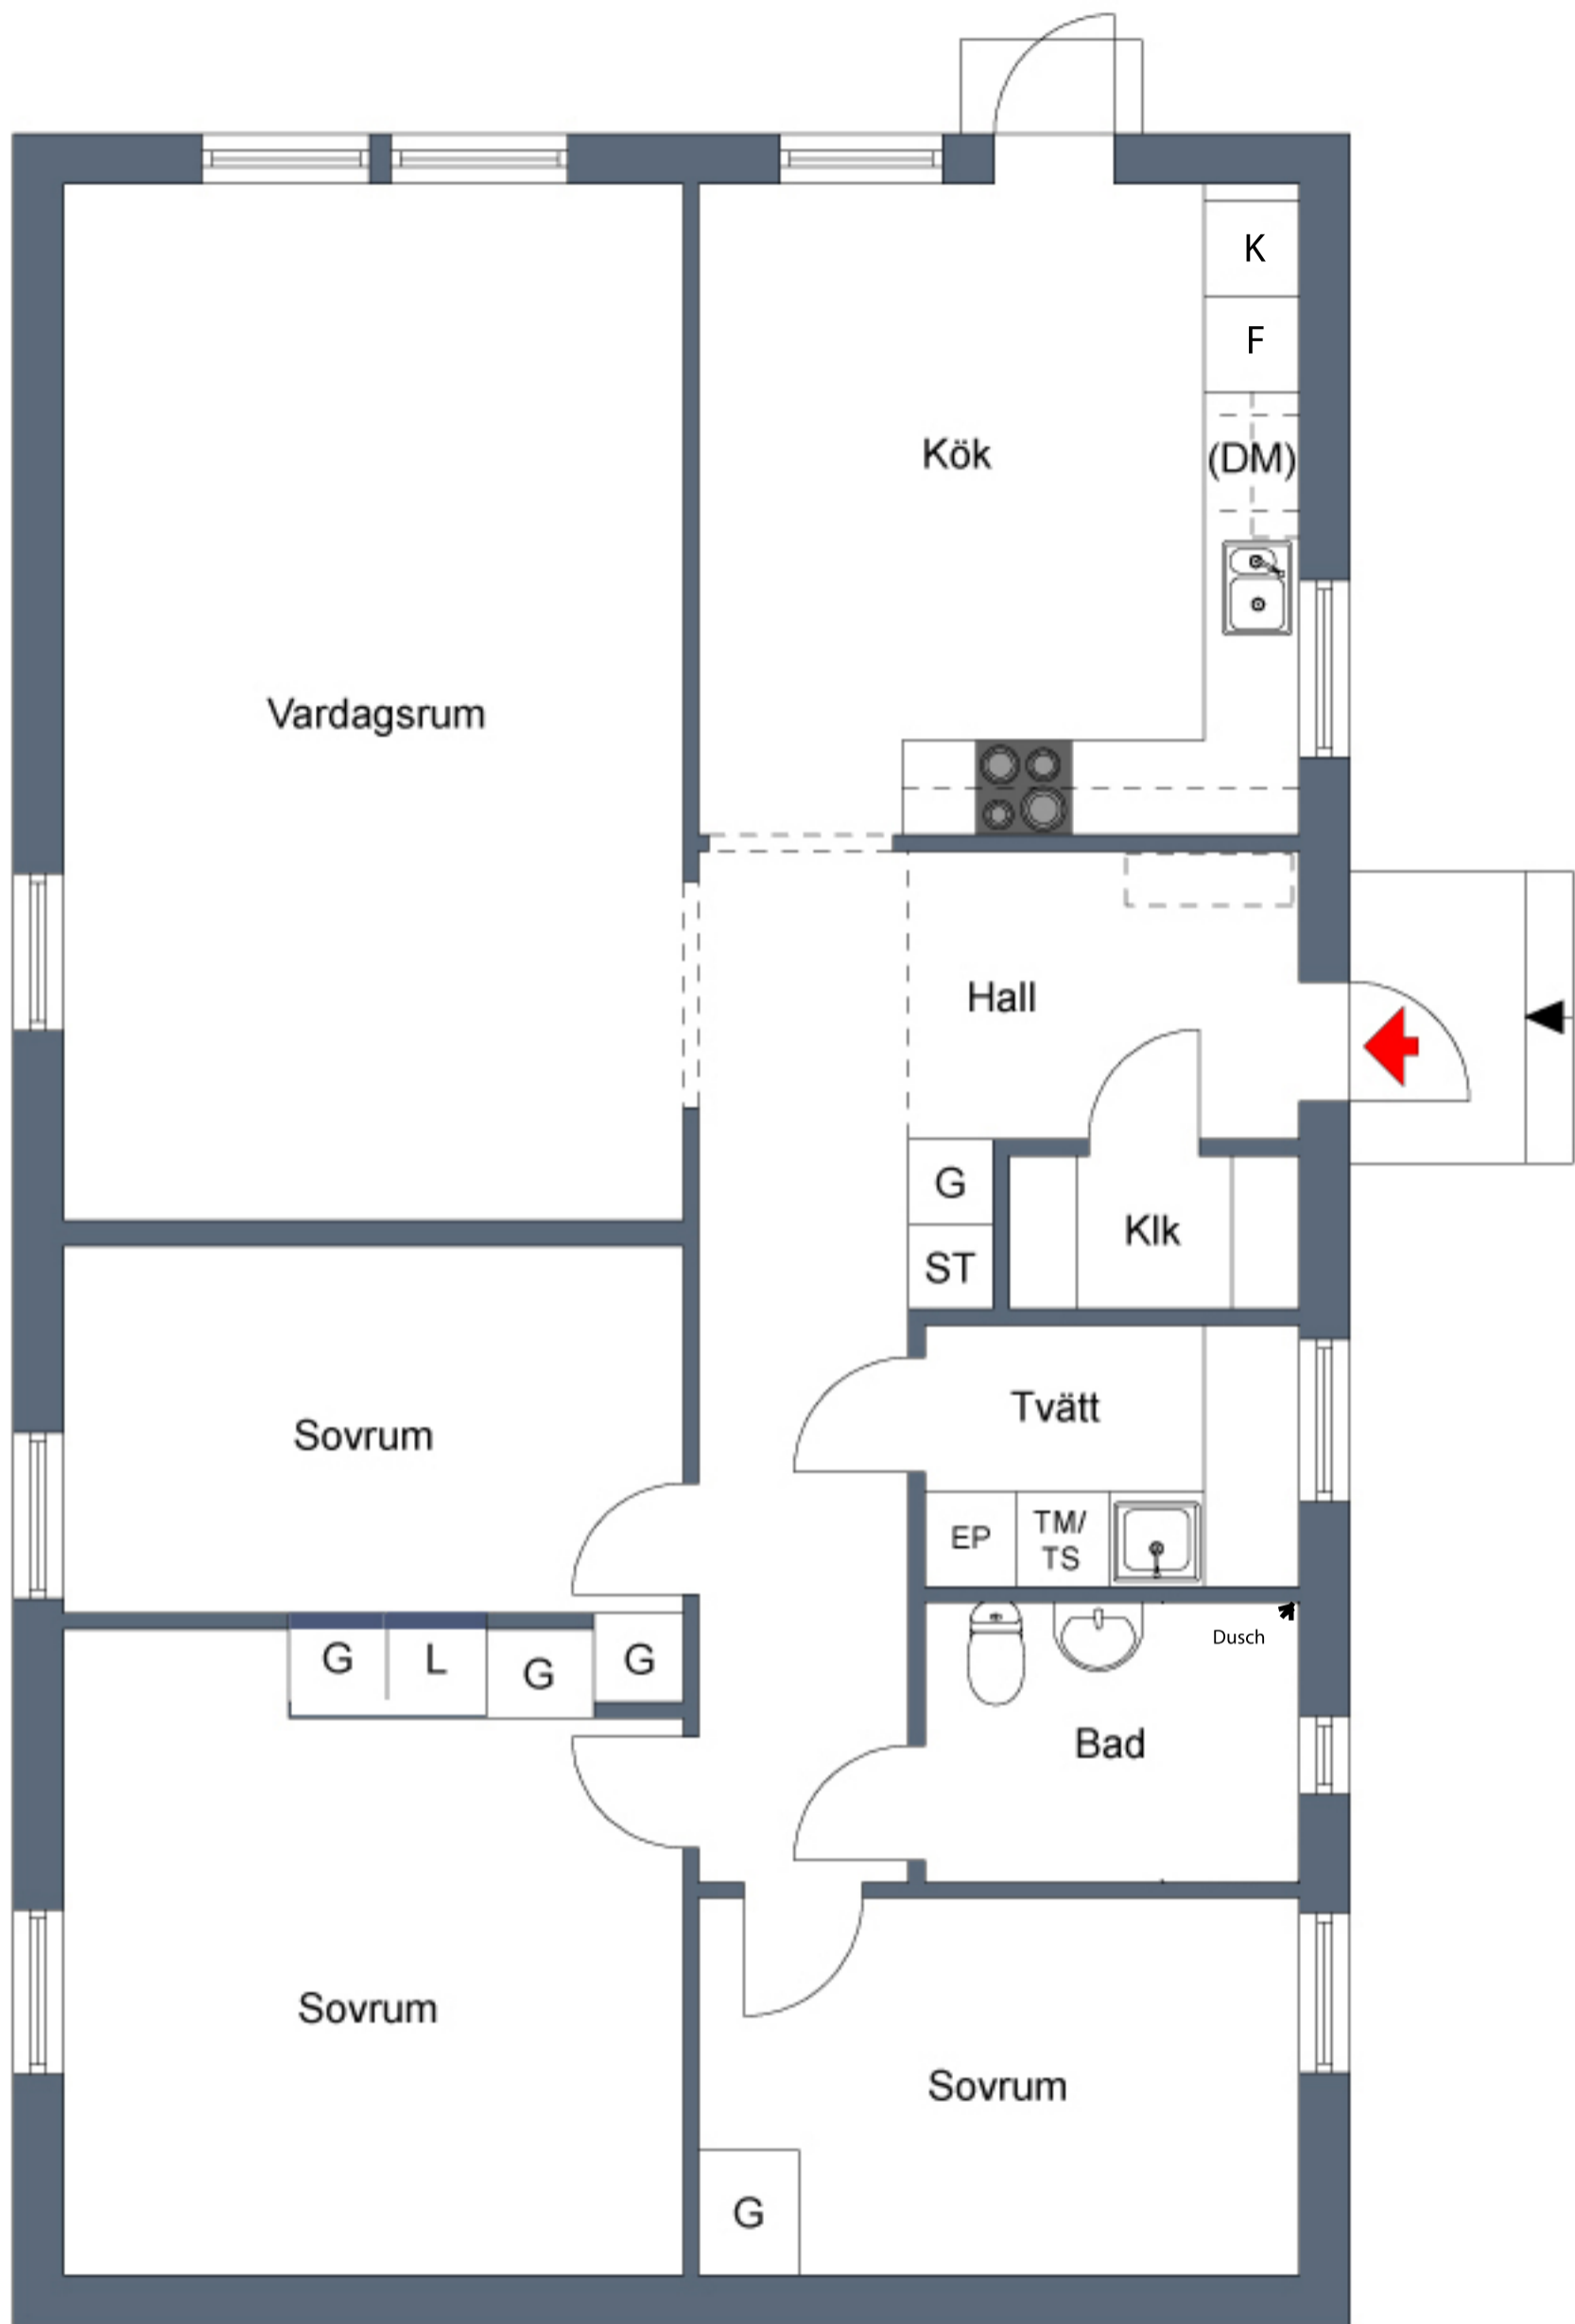 K
F
Kök
(DM)
Vardagsrum
Hall
G
Klk
ST
Tvätt
Sovrum
EP
TM/
TS
Dusch
G
L
G
G
Bad
Sovrum
Sovrum
G